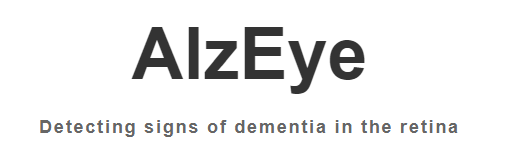 AlzEye
Detecting signs of dementia in the retina